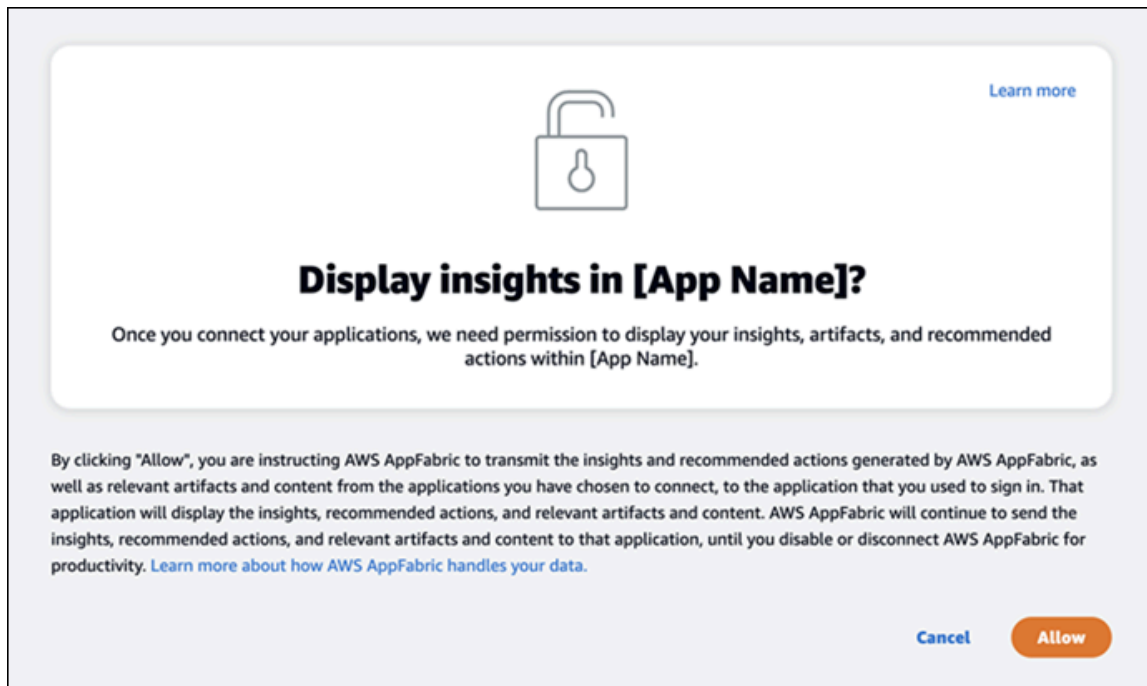 Learn more
Display insights in [App Name]?
Once you connect your applications, we need permission to display your insights, artifacts, and recommended
actions within [App Name].
By clicking "Allow", you are instructing AWS AppFabric to transmit the insights and recommended actions generated by AWS AppFabric, as
well as relevant artifacts and content from the applications you have chosen to connect, to the application that you used to sign in. That
application will display the insights, recommended actions, and relevant artifacts and content. AWS AppFabric will continue to send the
insights, recommended actions, and relevant artifacts and content to that application, until you disable or disconnect AWS AppFabric for
productivity. Learn more about how AWS AppFabric handles your data.
Cancel
Allow